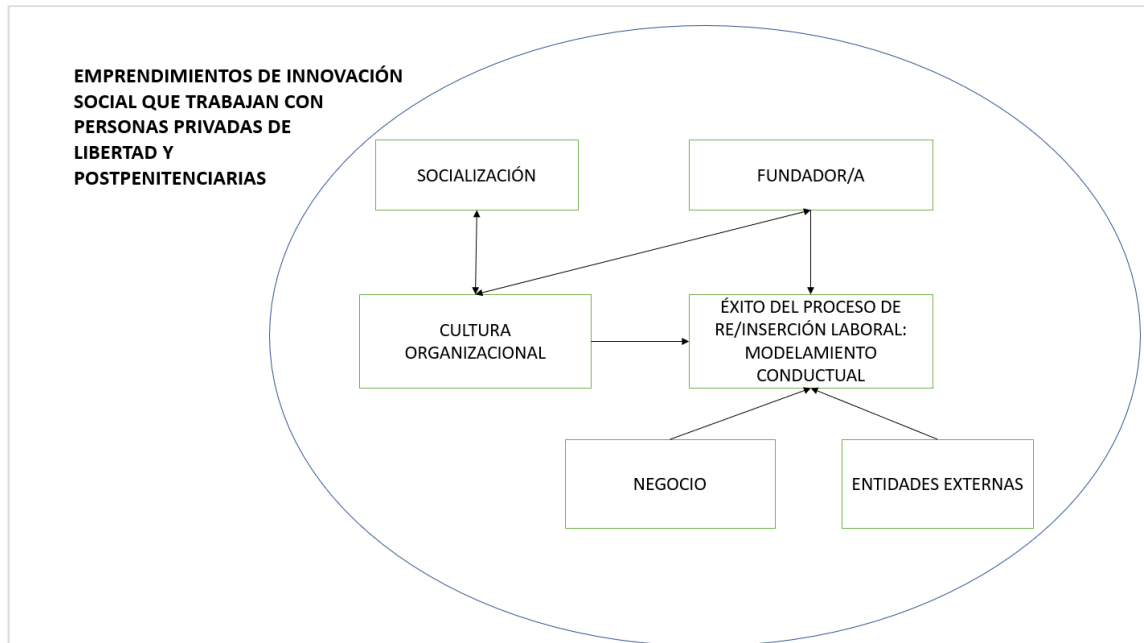 EMPRENDIMIENTOS DE INNOVACIÓN
SOCIAL QUE TRABAJAN CON
PERSONAS PRIVADAS DE
LIBERTAD Y
POSTPENITENCIARIAS
SOCIALIZACIÓN
FUNDADOR/A
CULTURA
ORGANIZACIONAL
ÉXITO DEL PROCESO DE
RE/INSERCIÓN LABORAL:
MODELAMIENTO
CONDUCTUAL
NEGOCIO
ENTIDADES EXTERNAS